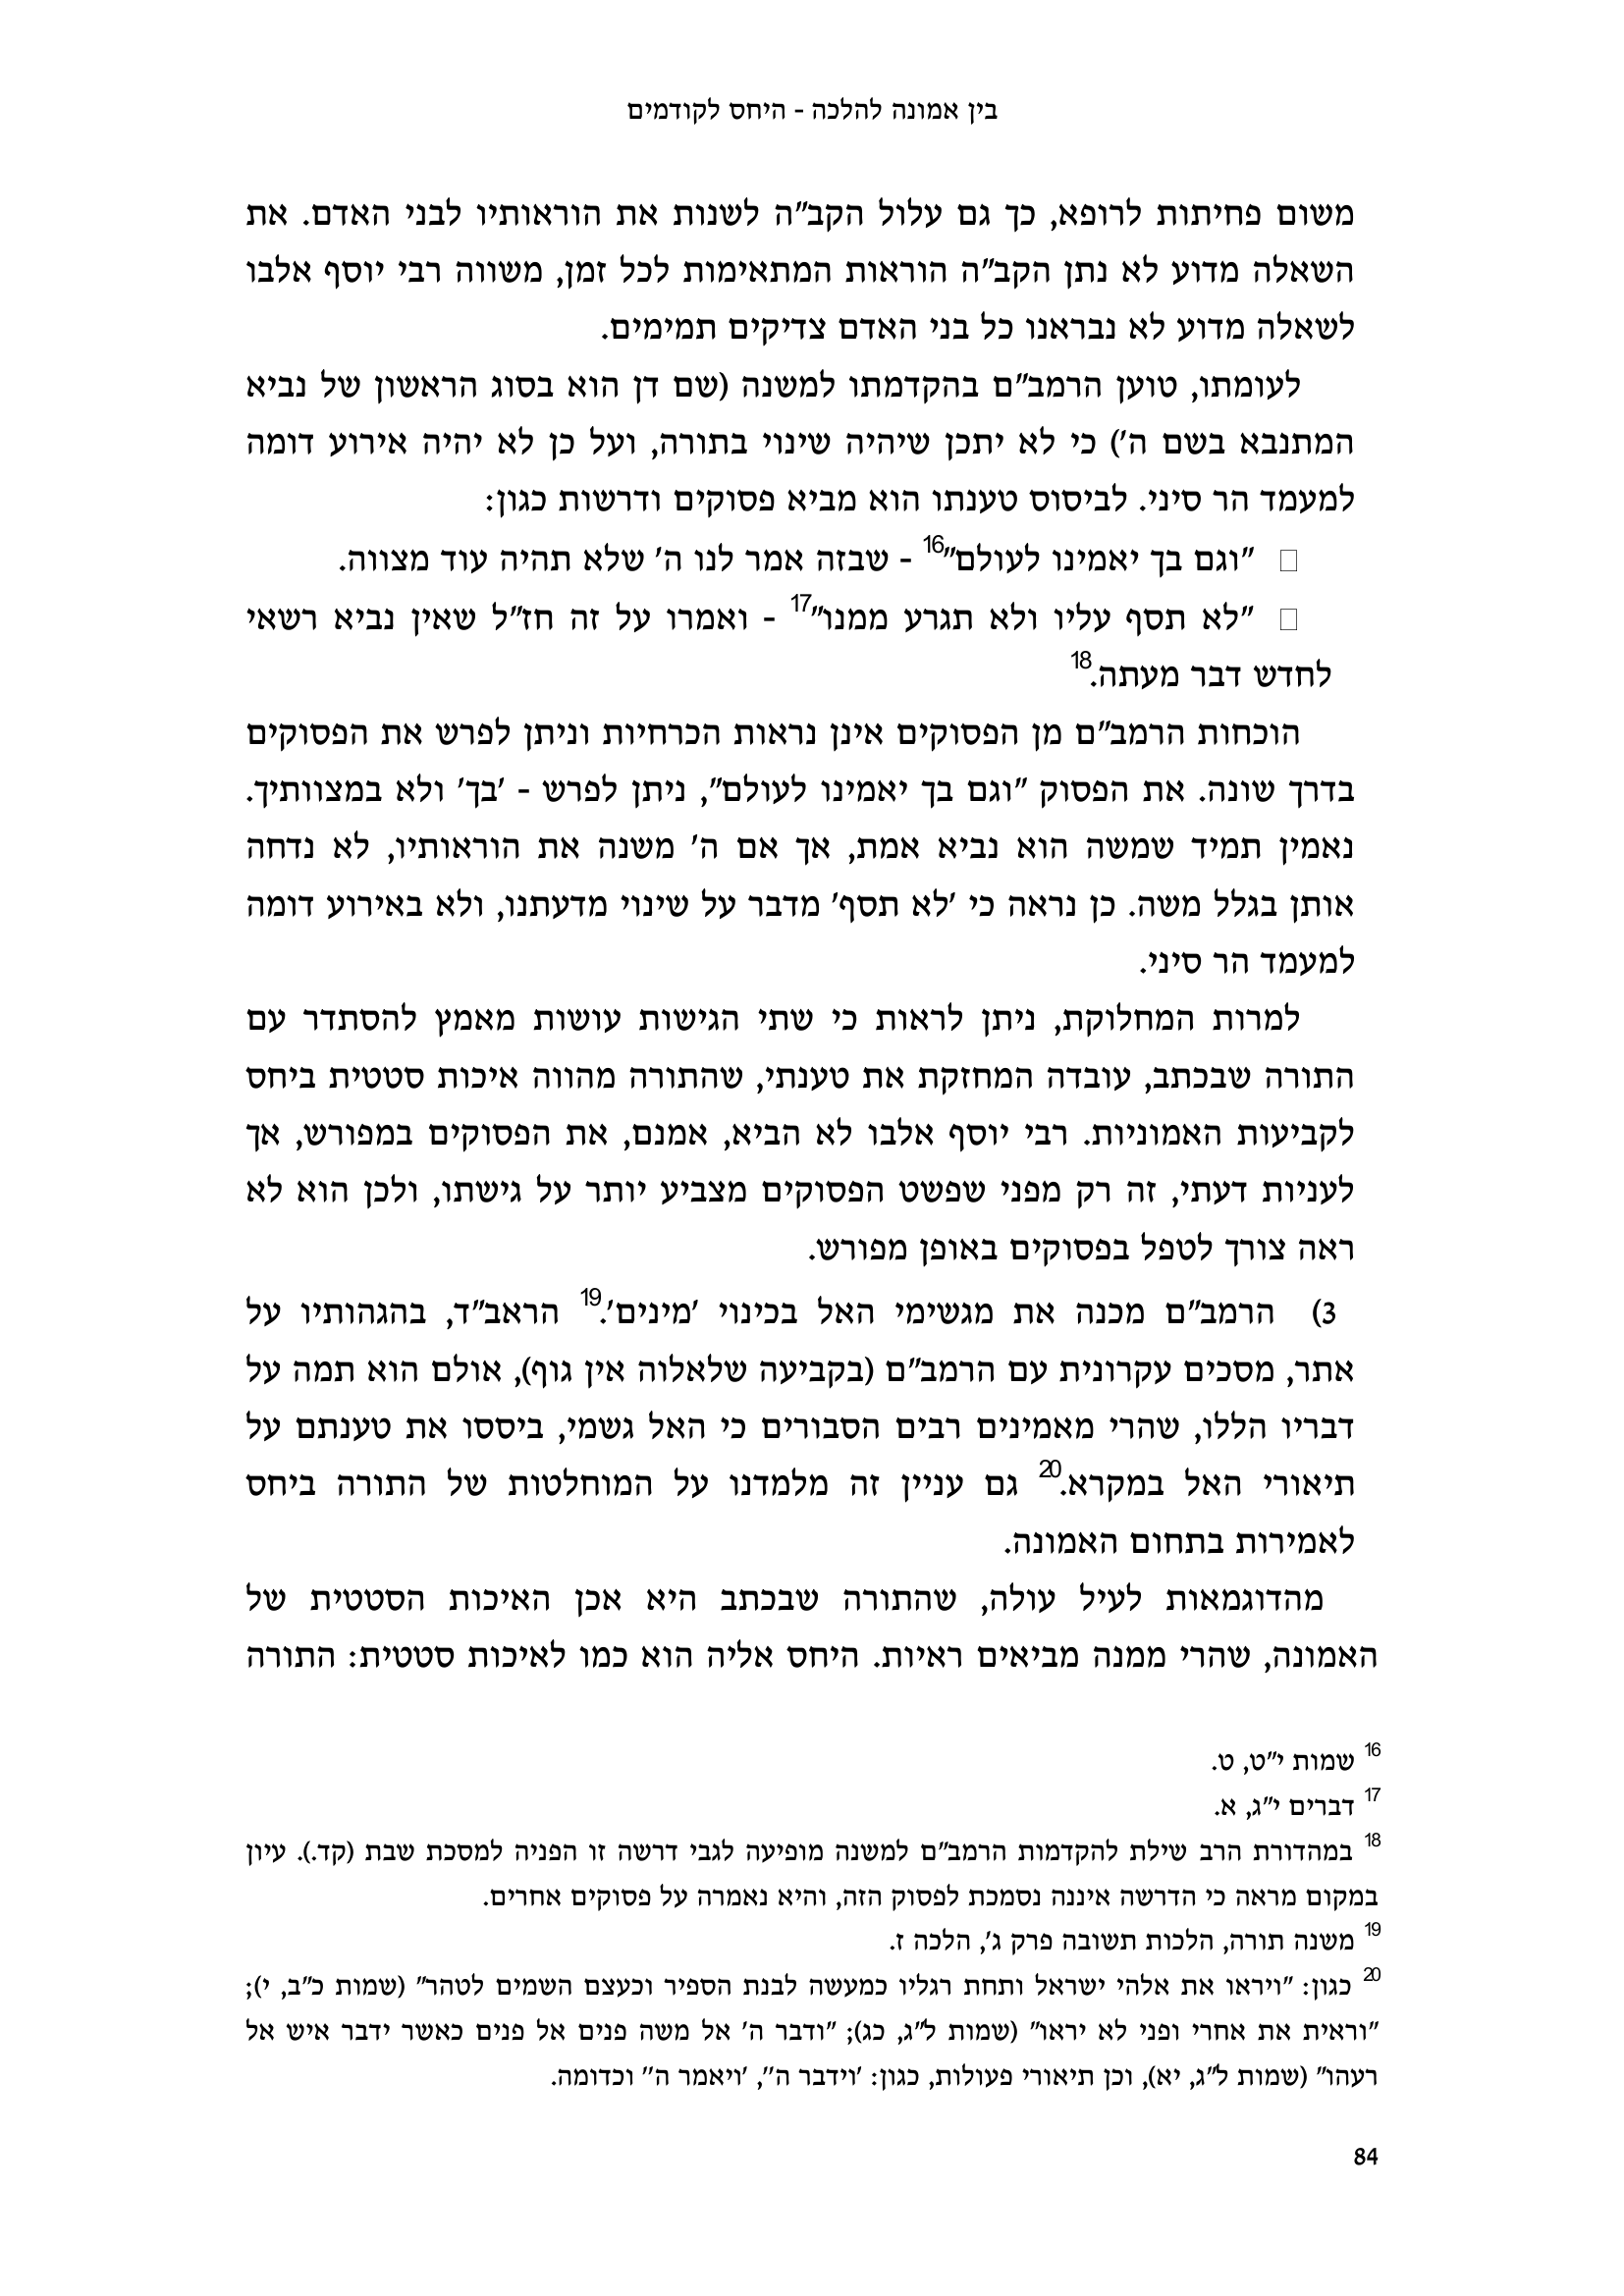 בין אמונה להלכה - היחס לקודמים
משום פחיתות לרופא, כך גם עלול הקב"ה לשנות את הוראותיו לבני האדם. את
השאלה מדוע לא נתן הקב"ה הוראות המתאימות לכל זמן, משווה רבי יוסף אלבו
לשאלה מדוע לא נבראנו כל בני האדם צדיקים תמימים.
לעומתו, טוען הרמב"ם בהקדמתו למשנה (שם דן הוא בסוג הראשון של נביא
המתנבא בשם ה') כי לא יתכן שיהיה שינוי בתורה, ועל כן לא יהיה אירוע דומה
למעמד הר סיני. לביסוס טענתו הוא מביא פסוקים ודרשות כגון:
□ "וגם בך יאמינו לעולם"16 - שבזה אמר לנו ה' שלא תהיה עוד מצווה.
□ "לא תסף עליו ולא תגרע ממנו"17 - ואמרו על זה חז"ל שאין נביא רשאי
לחדש דבר מעתה.18
הוכחות הרמב"ם מן הפסוקים אינן נראות הכרחיות וניתן לפרש את הפסוקים
בדרך שונה. את הפסוק "וגם בך יאמינו לעולם", ניתן לפרש - 'בך' ולא במצוותיך.
נאמין תמיד שמשה הוא נביא אמת, אך אם ה' משנה את הוראותיו, לא נדחה
אותן בגלל משה. כן נראה כי 'לא תסף' מדבר על שינוי מדעתנו, ולא באירוע דומה
למעמד הר סיני.
למרות המחלוקת, ניתן לראות כי שתי הגישות עושות מאמץ להסתדר עם
התורה שבכתב, עובדה המחזקת את טענתי, שהתורה מהווה איכות סטטית ביחס
לקביעות האמוניות. רבי יוסף אלבו לא הביא, אמנם, את הפסוקים במפורש, אך
לעניות דעתי, זה רק מפני שפשט הפסוקים מצביע יותר על גישתו, ולכן הוא לא
ראה צורך לטפל בפסוקים באופן מפורש.
3) הרמב"ם מכנה את מגשימי האל בכינוי 'מינים'.19 הראב"ד, בהגהותיו על
אתר, מסכים עקרונית עם הרמב"ם (בקביעה שלאלוה אין גוף), אולם הוא תמה על
דבריו הללו, שהרי מאמינים רבים הסבורים כי האל גשמי, ביססו את טענתם על
תיאורי האל במקרא.20 גם עניין זה מלמדנו על המוחלטות של התורה ביחס
לאמירות בתחום האמונה.
מהדוגמאות לעיל עולה, שהתורה שבכתב היא אכן האיכות הסטטית של
האמונה, שהרי ממנה מביאים ראיות. היחס אליה הוא כמו לאיכות סטטית: התורה
16 שמות י"ט, ט.
17 דברים י"ג, א.
18 במהדורת הרב שילת להקדמות הרמב"ם למשנה מופיעה לגבי דרשה זו הפניה למסכת שבת (קד.). עיון
במקום מראה כי הדרשה איננה נסמכת לפסוק הזה, והיא נאמרה על פסוקים אחרים.
19 משנה תורה, הלכות תשובה פרק ג', הלכה ז.
20 כגון: "ויראו את אלהי ישראל ותחת רגליו כמעשה לבנת הספיר וכעצם השמים לטהר" (שמות כ"ב, י);
"וראית את אחרי ופני לא יראו" (שמות ל"ג, כג); "ודבר ה' אל משה פנים אל פנים כאשר ידבר איש אל
רעהו" (שמות ל"ג, יא), וכן תיאורי פעולות, כגון: 'וידבר ה'', 'ויאמר ה'' וכדומה.
84